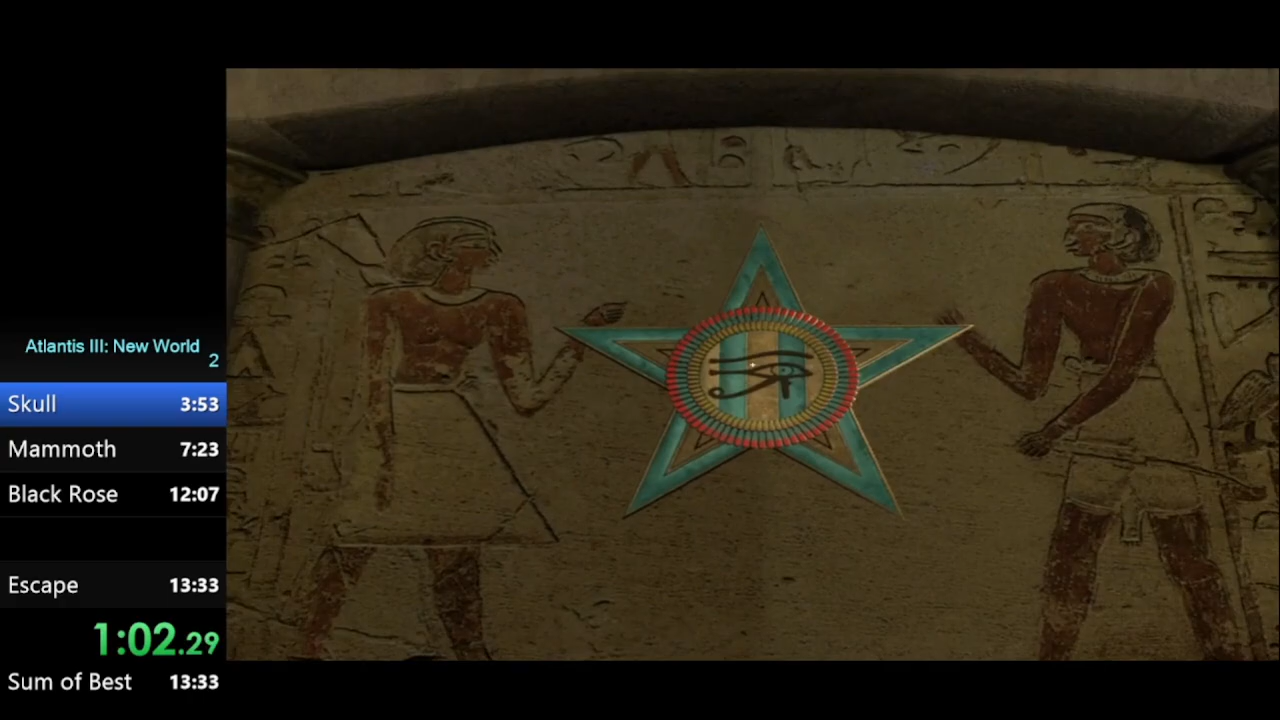 Atlantis III: New World
2
Skull 3:53
Mammoth 7:23
Black Rose 12:07
Escape 13:33
1:02.29
Sum of Best 13:33